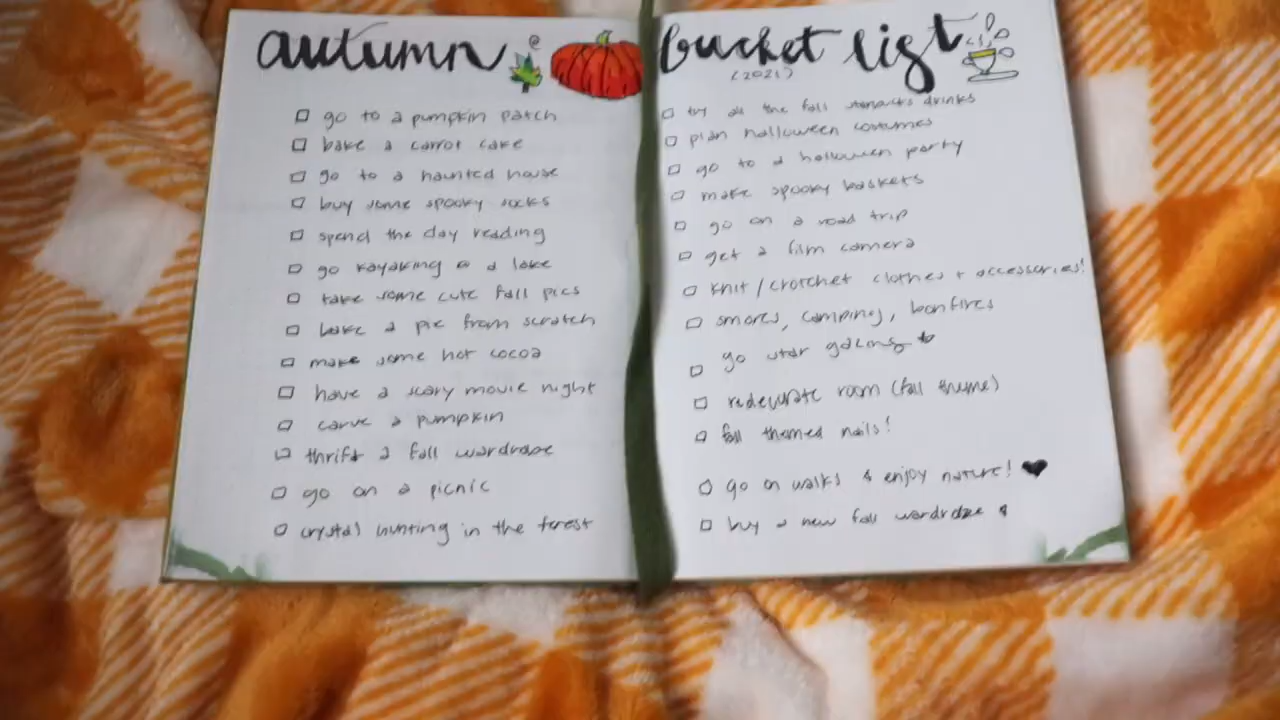 autumn
go to a pumpkin patch
bake a carrot cake
go to a haunted house
buy some spooky socks
spend the day reading
go kayaking @ a lake
take some cute fall pics
bake a pie from scratch
make some hot cocoa
have a scary movie night
carve a pumpkin
thrift a fall wardrobe
go on a picnic
crystal hunting in the forest
bucket list
(2021)
try all the fall starbucks drinks
plan halloween costumes
go to a halloween party
make spooky baskets
go on a road trip
get a film camera
knit/crotchet clothes + accessories!
smores, camping, bonfires
go star gazing
redecorate room (fall theme)
fall themed nails!
go on walks & enjoy nature!
buy a new fall wardrobe